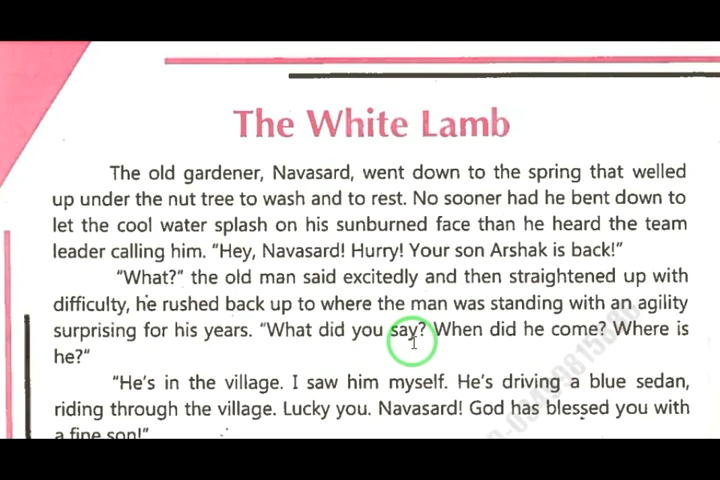 The White Lamb
The old gardener, Navasard, went down to the spring that welled
up under the nut tree to wash and to rest. No sooner had he bent down to
let the cool water splash on his sunburned face than he heard the team
leader calling him. "Hey, Navasard! Hurry! Your son Arshak is back!"
"What?" the old man said excitedly and then straightened up with
difficulty, he rushed back up to where the man was standing with an agility
surprising for his years. "What did you say? When did he come? Where is
he?"
"He's in the village. I saw him myself. He's driving a blue sedan,
riding through the village. Lucky you. Navasard! God has blessed you with
a fine son!"